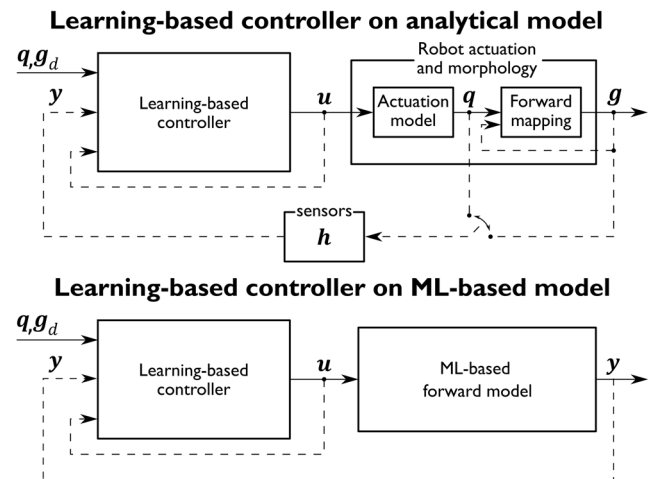 Learning-based controller on analytical model
Robot actuation
and morphology
q,g_d
y
Learning-based
controller
u
Actuation
model
q
Forward
mapping
g
sensors
h
Learning-based controller on ML-based model
q,g_d
y
Learning-based
controller
u
ML-based
forward model
y